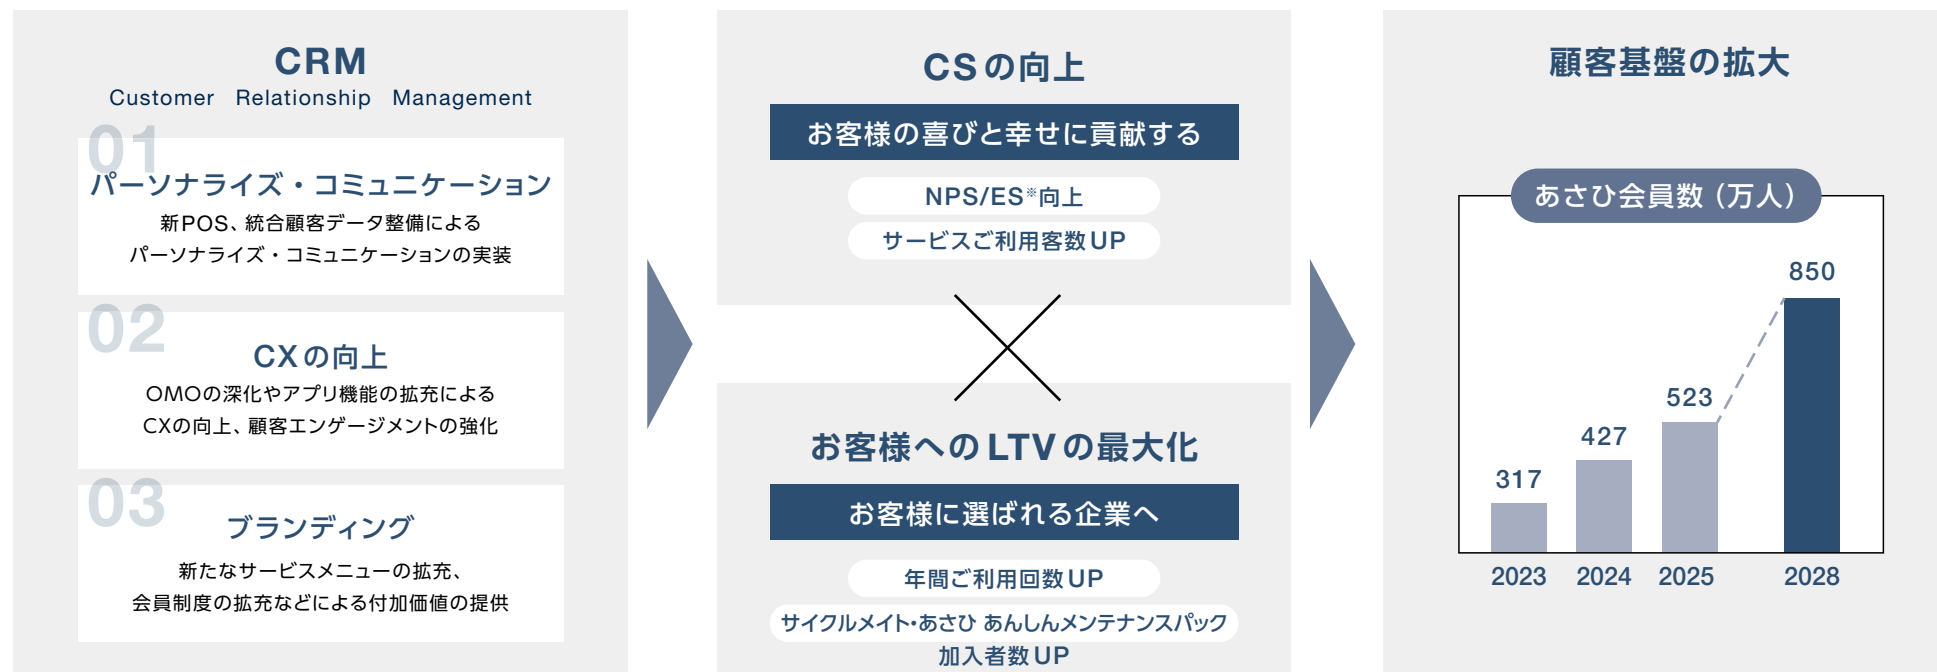 CRM
Customer Relationship Management
01
パーソナライズ・コミュニケーション
新POS、統合顧客データ整備による
パーソナライズ・コミュニケーションの実装
02
CXの向上
OMOの深化やアプリ機能の拡充による
CXの向上、顧客エンゲージメントの強化
03
ブランディング
新たなサービスメニューの拡充、
会員制度の拡充などによる付加価値の提供
CSの向上
お客様の喜びと幸せに貢献する
NPS/ES※向上
サービスご利用客数UP
お客様へのLTVの最大化
お客様に選ばれる企業へ
年間ご利用回数UP
サイクルメイト・あさひ あんしんメンテナンスパック
加入者数UP
顧客基盤の拡大
あさひ会員数（万人）
850
523
427
317
2023 2024 2025 2028